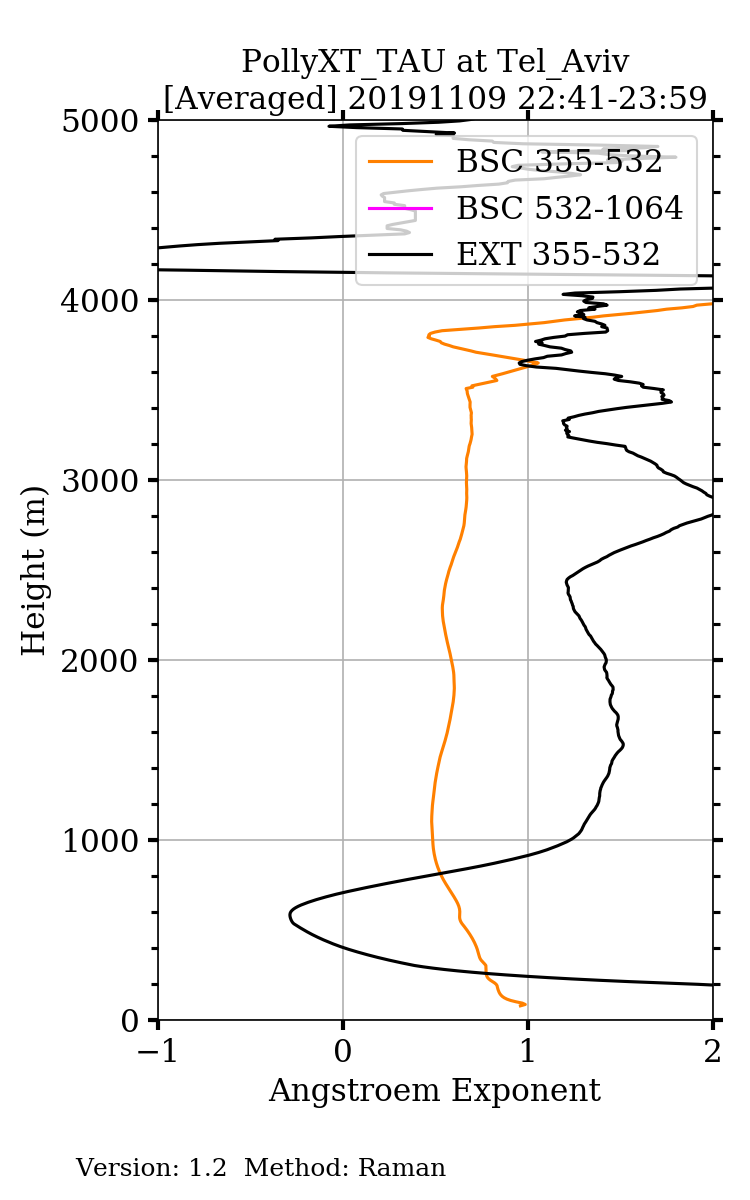 PollyXT_TAU at Tel_Aviv
[Averaged] 20191109 22:41-23:59
5000
BSC 355-532
BSC 532-1064
EXT 355-532
4000
3000
Height (m)
2000
1000
0
−1 0 1 2
Angstroem Exponent
Version: 1.2 Method: Raman